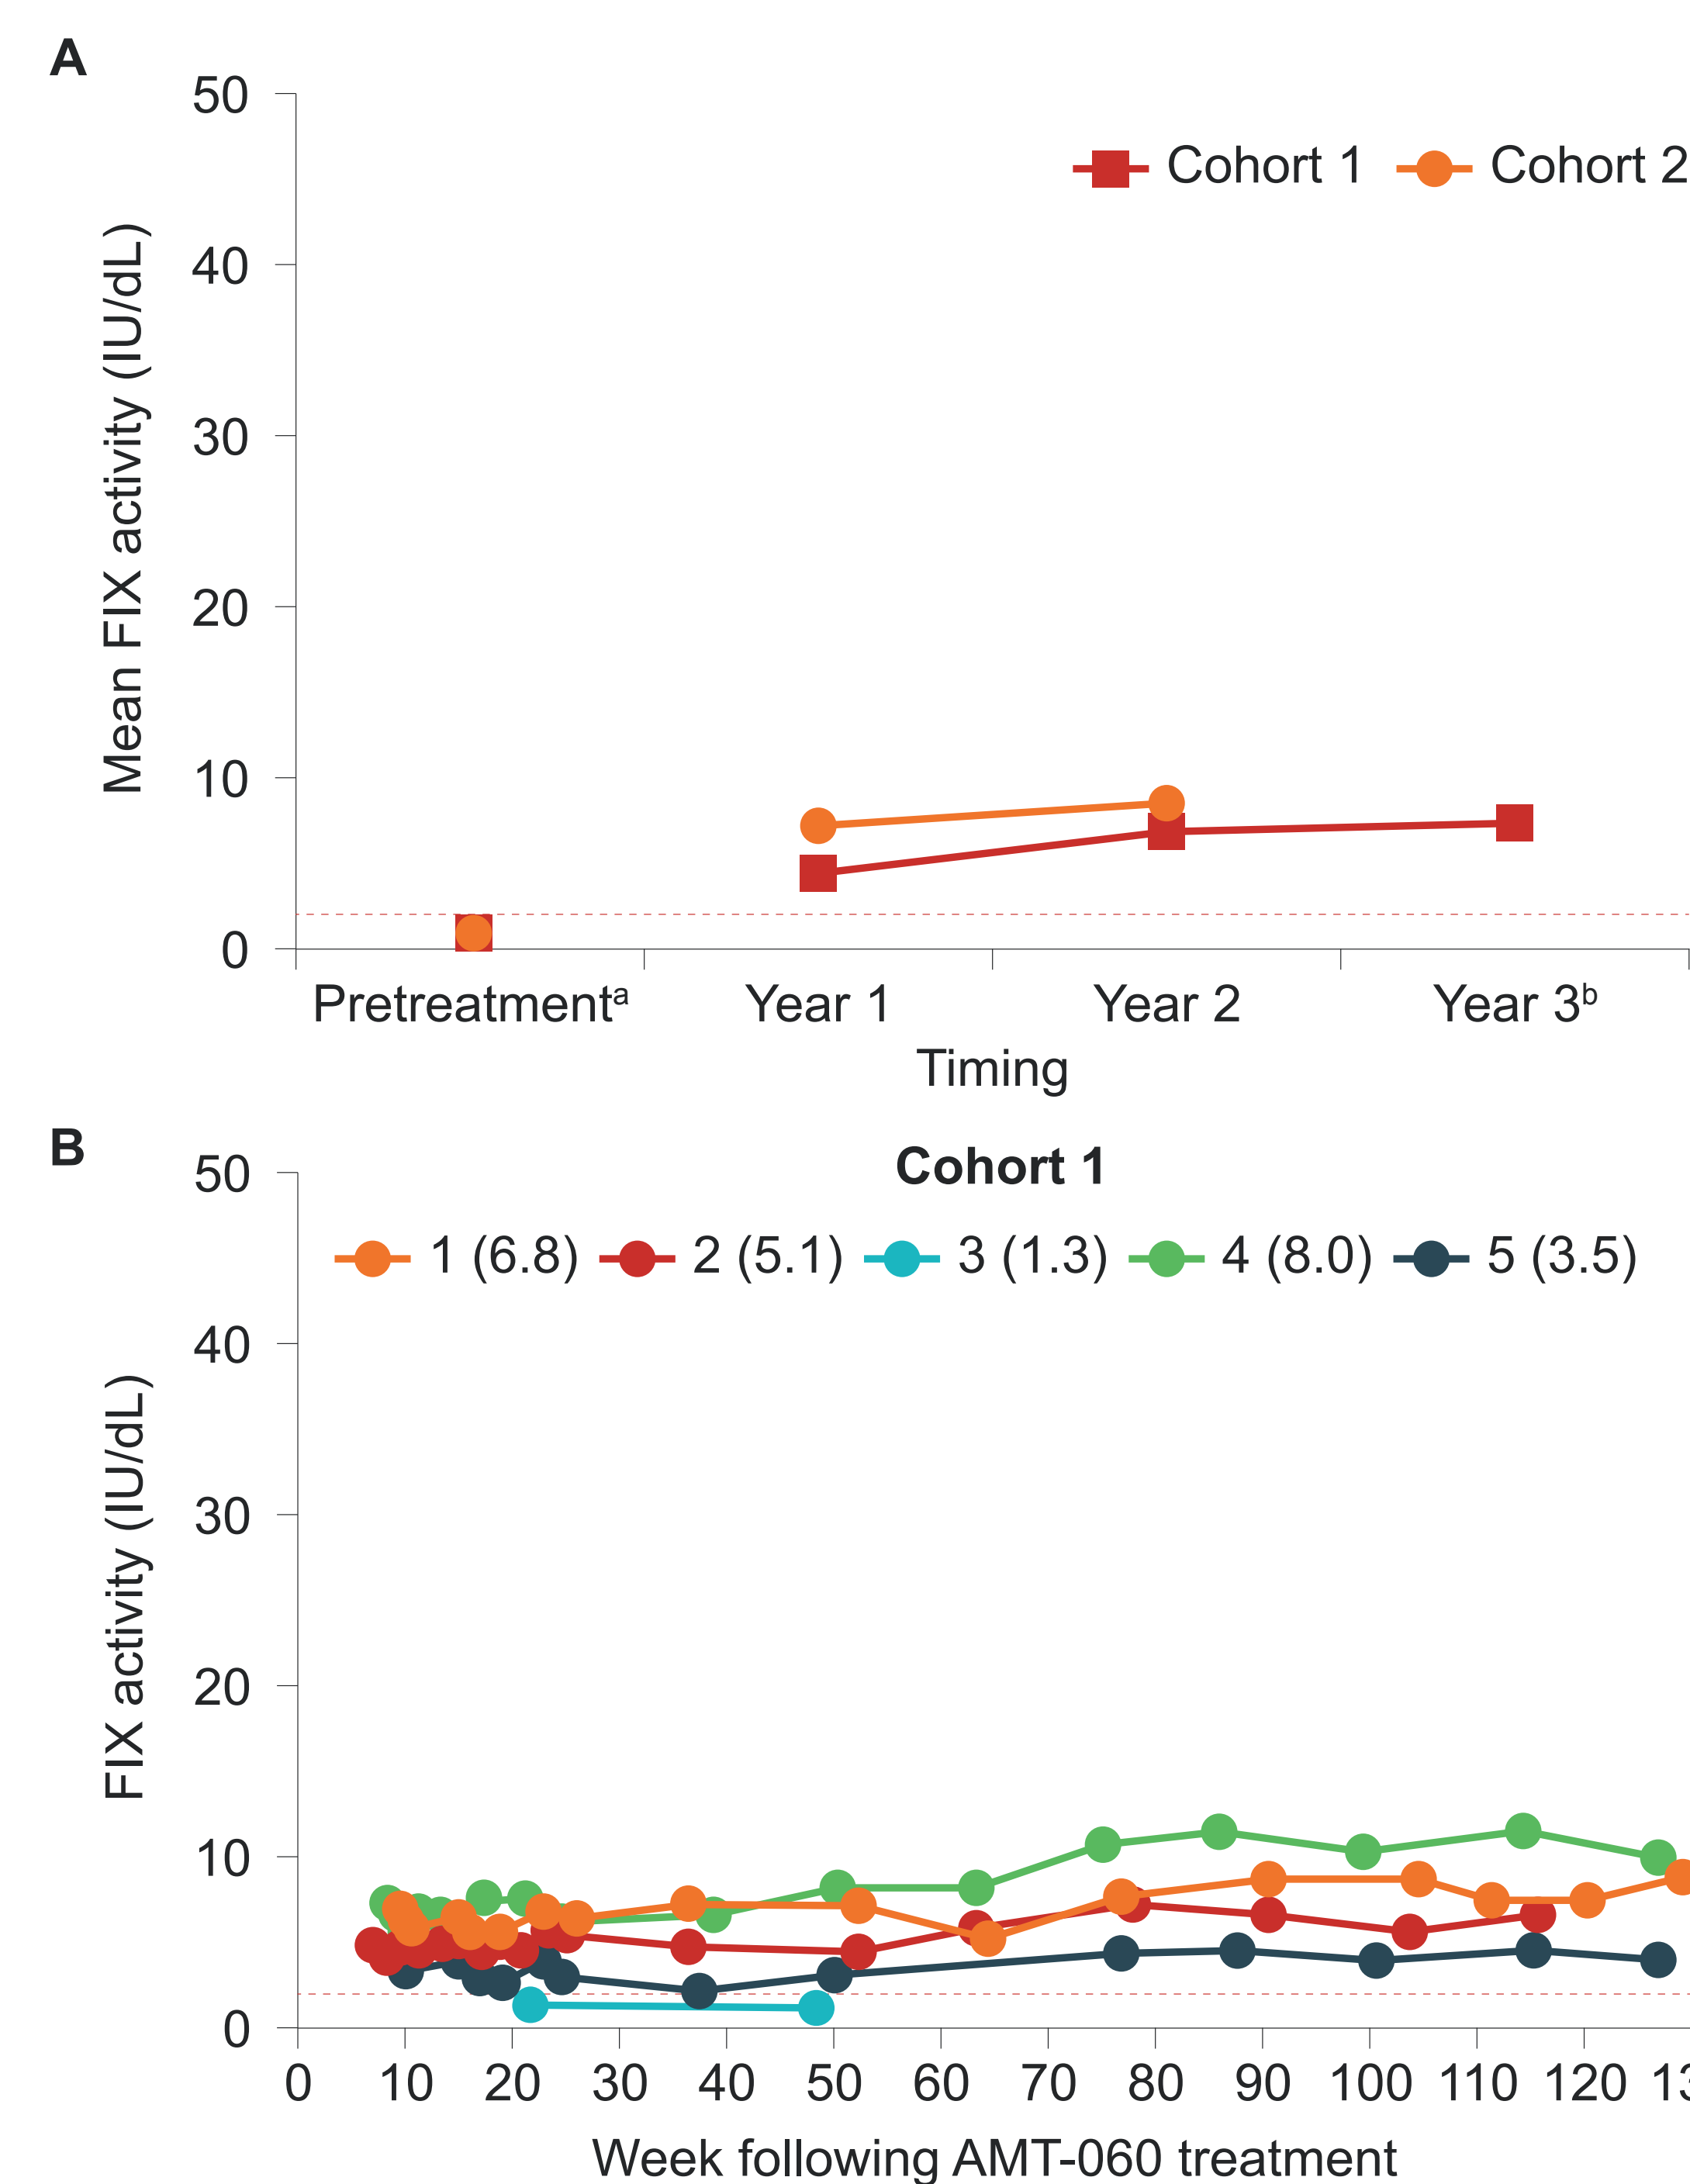 A
50
40
30
20
10
0
Mean FIX activity (IU/dL)
Cohort 1 Cohort 2
Pretreatmentᵃ Year 1 Year 2 Year 3ᵇ
Timing
B
Cohort 1
1 (6.8) 2 (5.1) 3 (1.3) 4 (8.0) 5 (3.5)
50
40
30
20
10
0
FIX activity (IU/dL)
0 10 20 30 40 50 60 70 80 90 100 110 120
Week following AMT-060 treatment